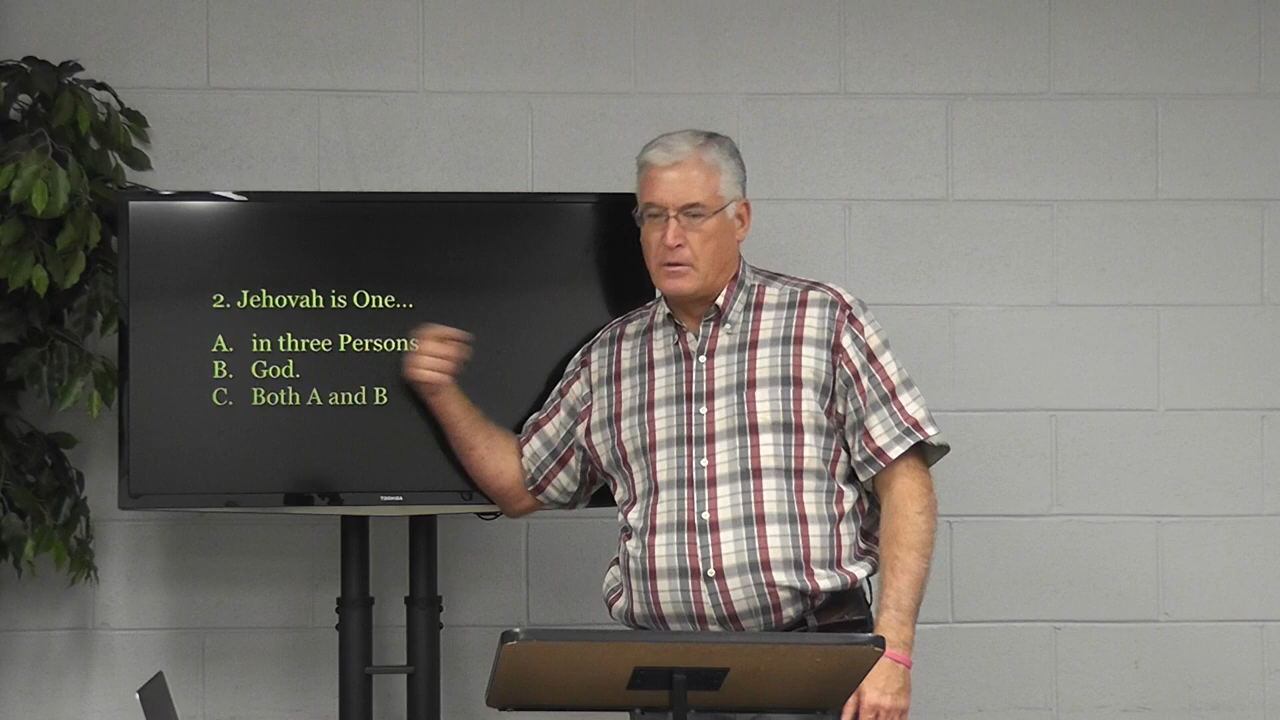 2. Jehovah is One...
A. in three Persons
B. God.
C. Both A and B
TOSHIBA